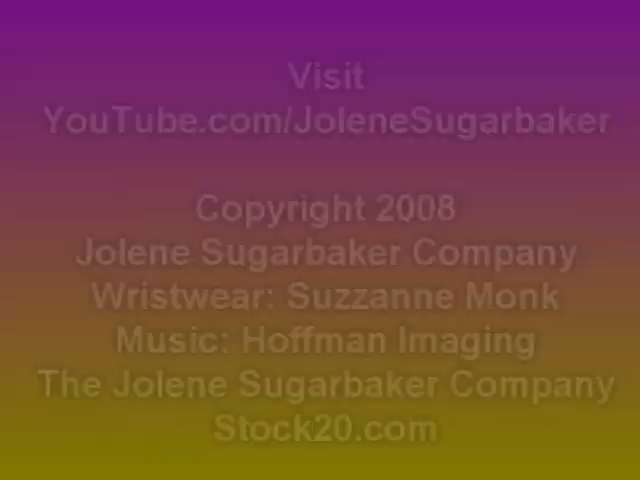 Visit
YouTube.com/JoleneSugarbaker
Copyright 2008
Jolene Sugarbaker Company
Wristwear: Suzzanne Monk
Music: Hoffman Imaging
The Jolene Sugarbaker Company
Stock20.com